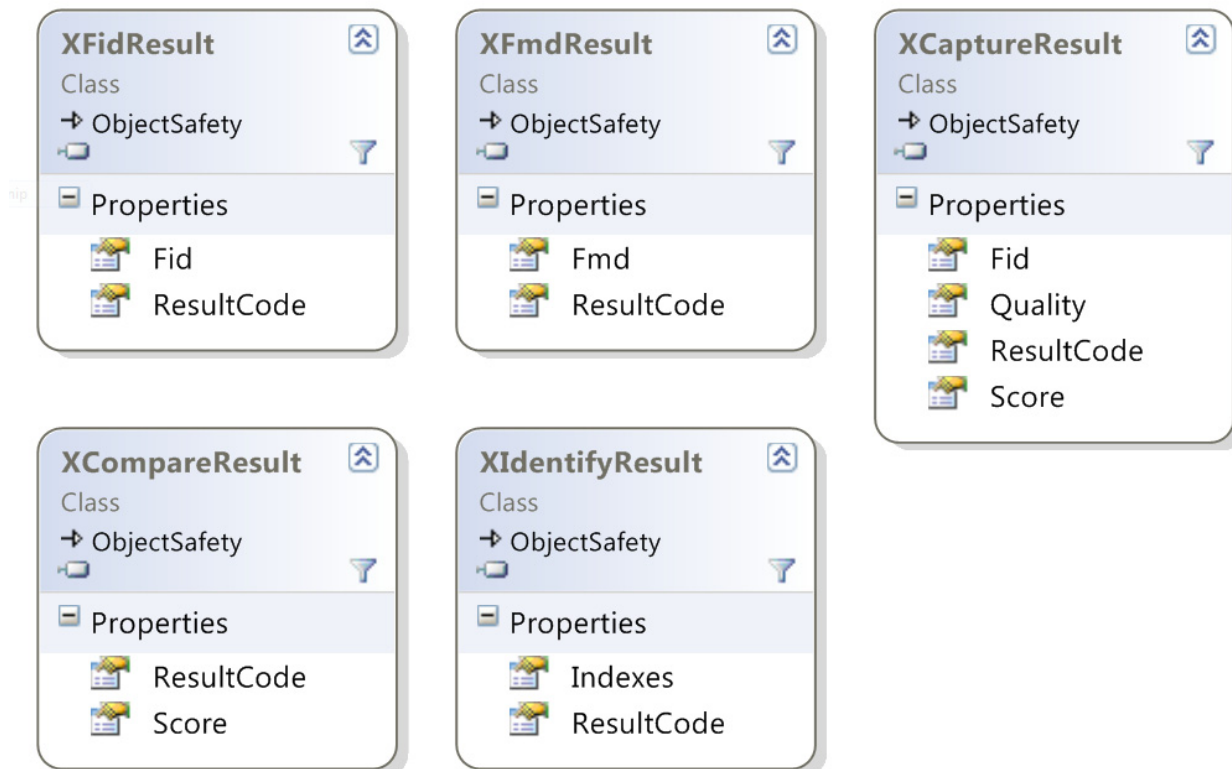 XFidResult
Class
ObjectSafety
Properties
Fid
ResultCode
XFmdResult
Class
ObjectSafety
Properties
Fmd
ResultCode
XCaptureResult
Class
ObjectSafety
Properties
Fid
Quality
ResultCode
Score
XCompareResult
Class
ObjectSafety
Properties
ResultCode
Score
XIdentifyResult
Class
ObjectSafety
Properties
Indexes
ResultCode